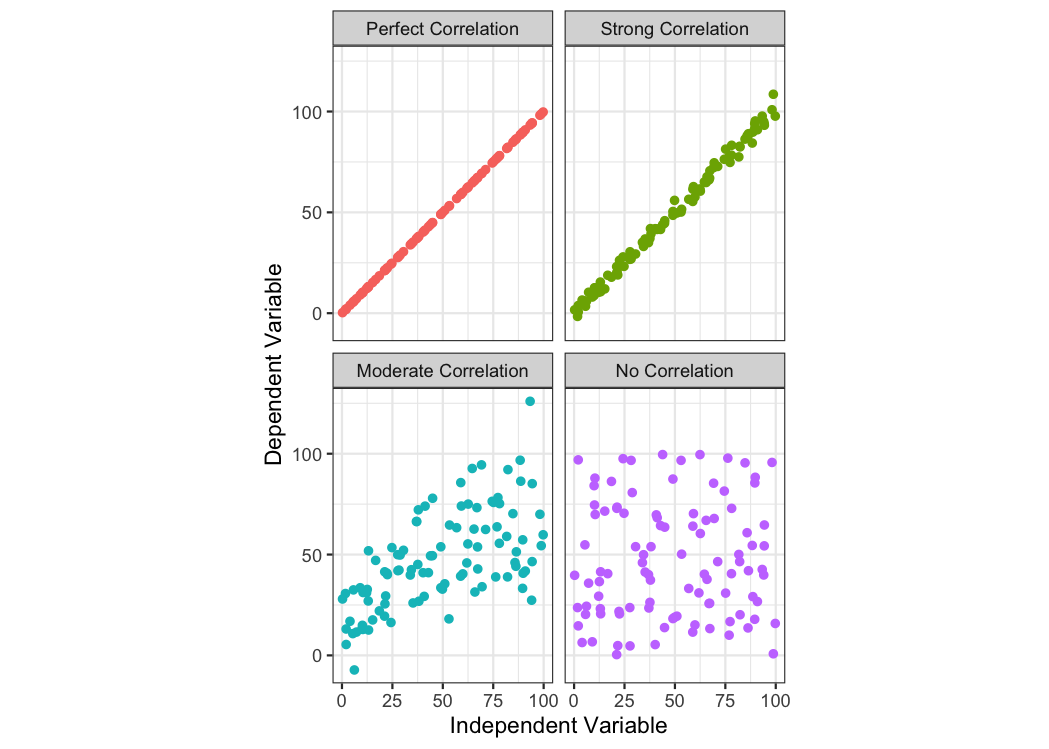 Perfect Correlation
Strong Correlation
100
50
0
Dependent Variable
Moderate Correlation
No Correlation
100
50
0
0 25 50 75 100
0 25 50 75 100
Independent Variable